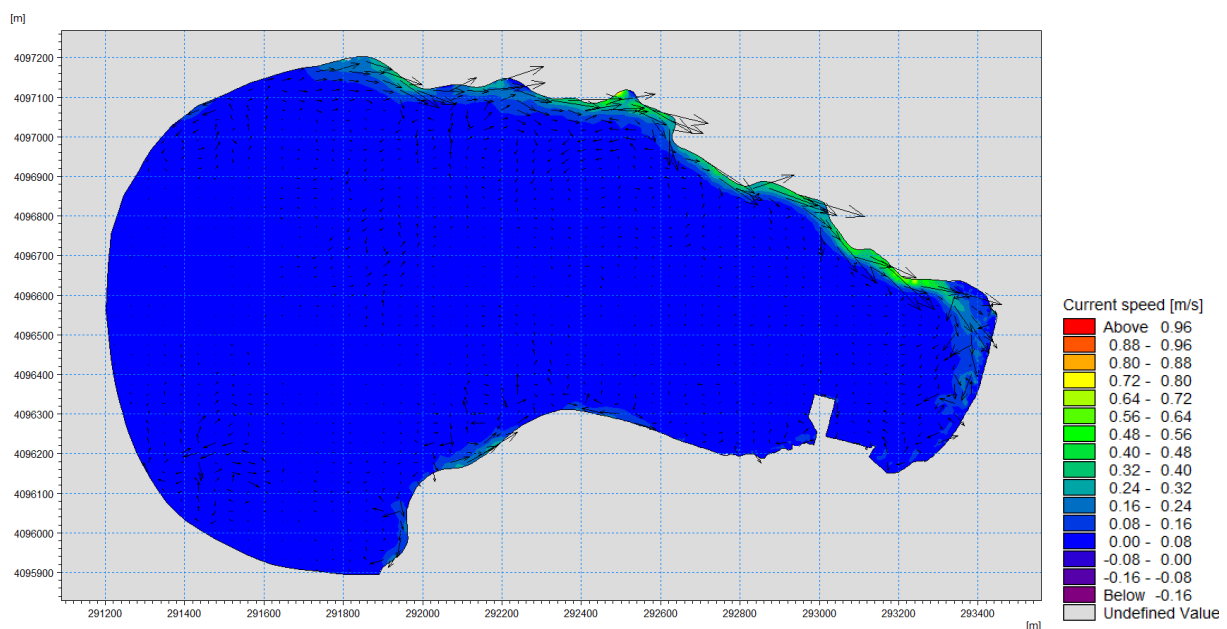 [m]
4097200
4097100
4097000
4096900
4096800
4096700
4096600
4096500
4096400
4096300
4096200
4096100
4096000
4095900
291200 291400 291600 291800 292000 292200 292400 292600 292800 293000 293200 293400
[m]
Current speed [m/s]
Above 0.96
0.88 - 0.96
0.80 - 0.88
0.72 - 0.80
0.64 - 0.72
0.56 - 0.64
0.48 - 0.56
0.40 - 0.48
0.32 - 0.40
0.24 - 0.32
0.16 - 0.24
0.08 - 0.16
0.00 - 0.08
-0.08 - 0.00
-0.16 - -0.08
Below -0.16
Undefined Value